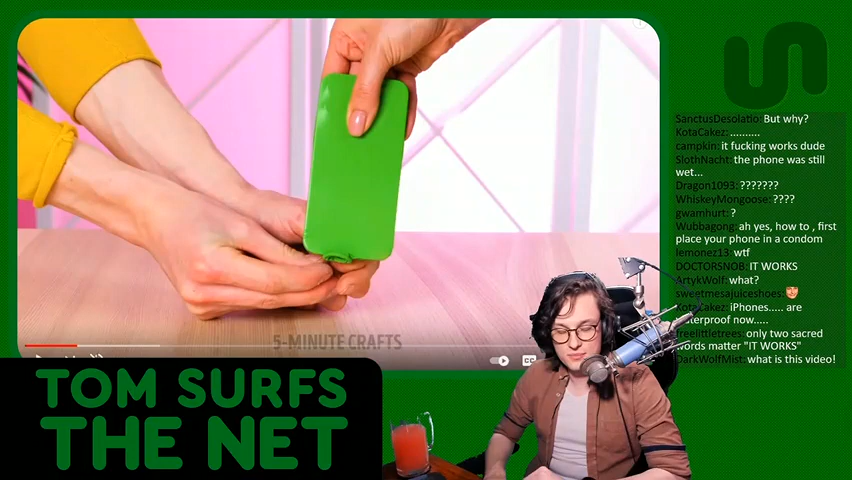 SanctusDesolatio: But why?
KotaCakez: ..........
campkin: it fucking works dude
SlothNacht: the phone was still
wet...
Dragon1093: ???????
WhiskeyMongoose: ????
gwamhurt: ?
Wubbagong: ah yes, how to , first
place your phone in a condom
lemonez13: wtf
DOCTORSNOB: IT WORKS
ArtykWolf: what?
sweetmesajuiceshoes:
KotaCakez: iPhones..... are
waterproof now.....
freelittletrees: only two sacred
words matter "IT WORKS"
DarkWolfMist: what is this video!
5-MINUTE CRAFTS
CC
TOM SURFS
THE NET